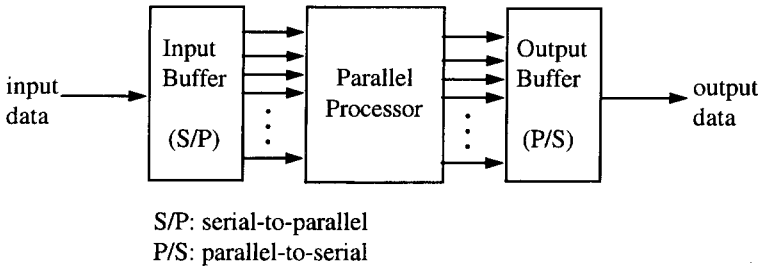 input
data
Input
Buffer
(S/P)
Parallel
Processor
Output
Buffer
(P/S)
output
data
S/P: serial-to-parallel
P/S: parallel-to-serial